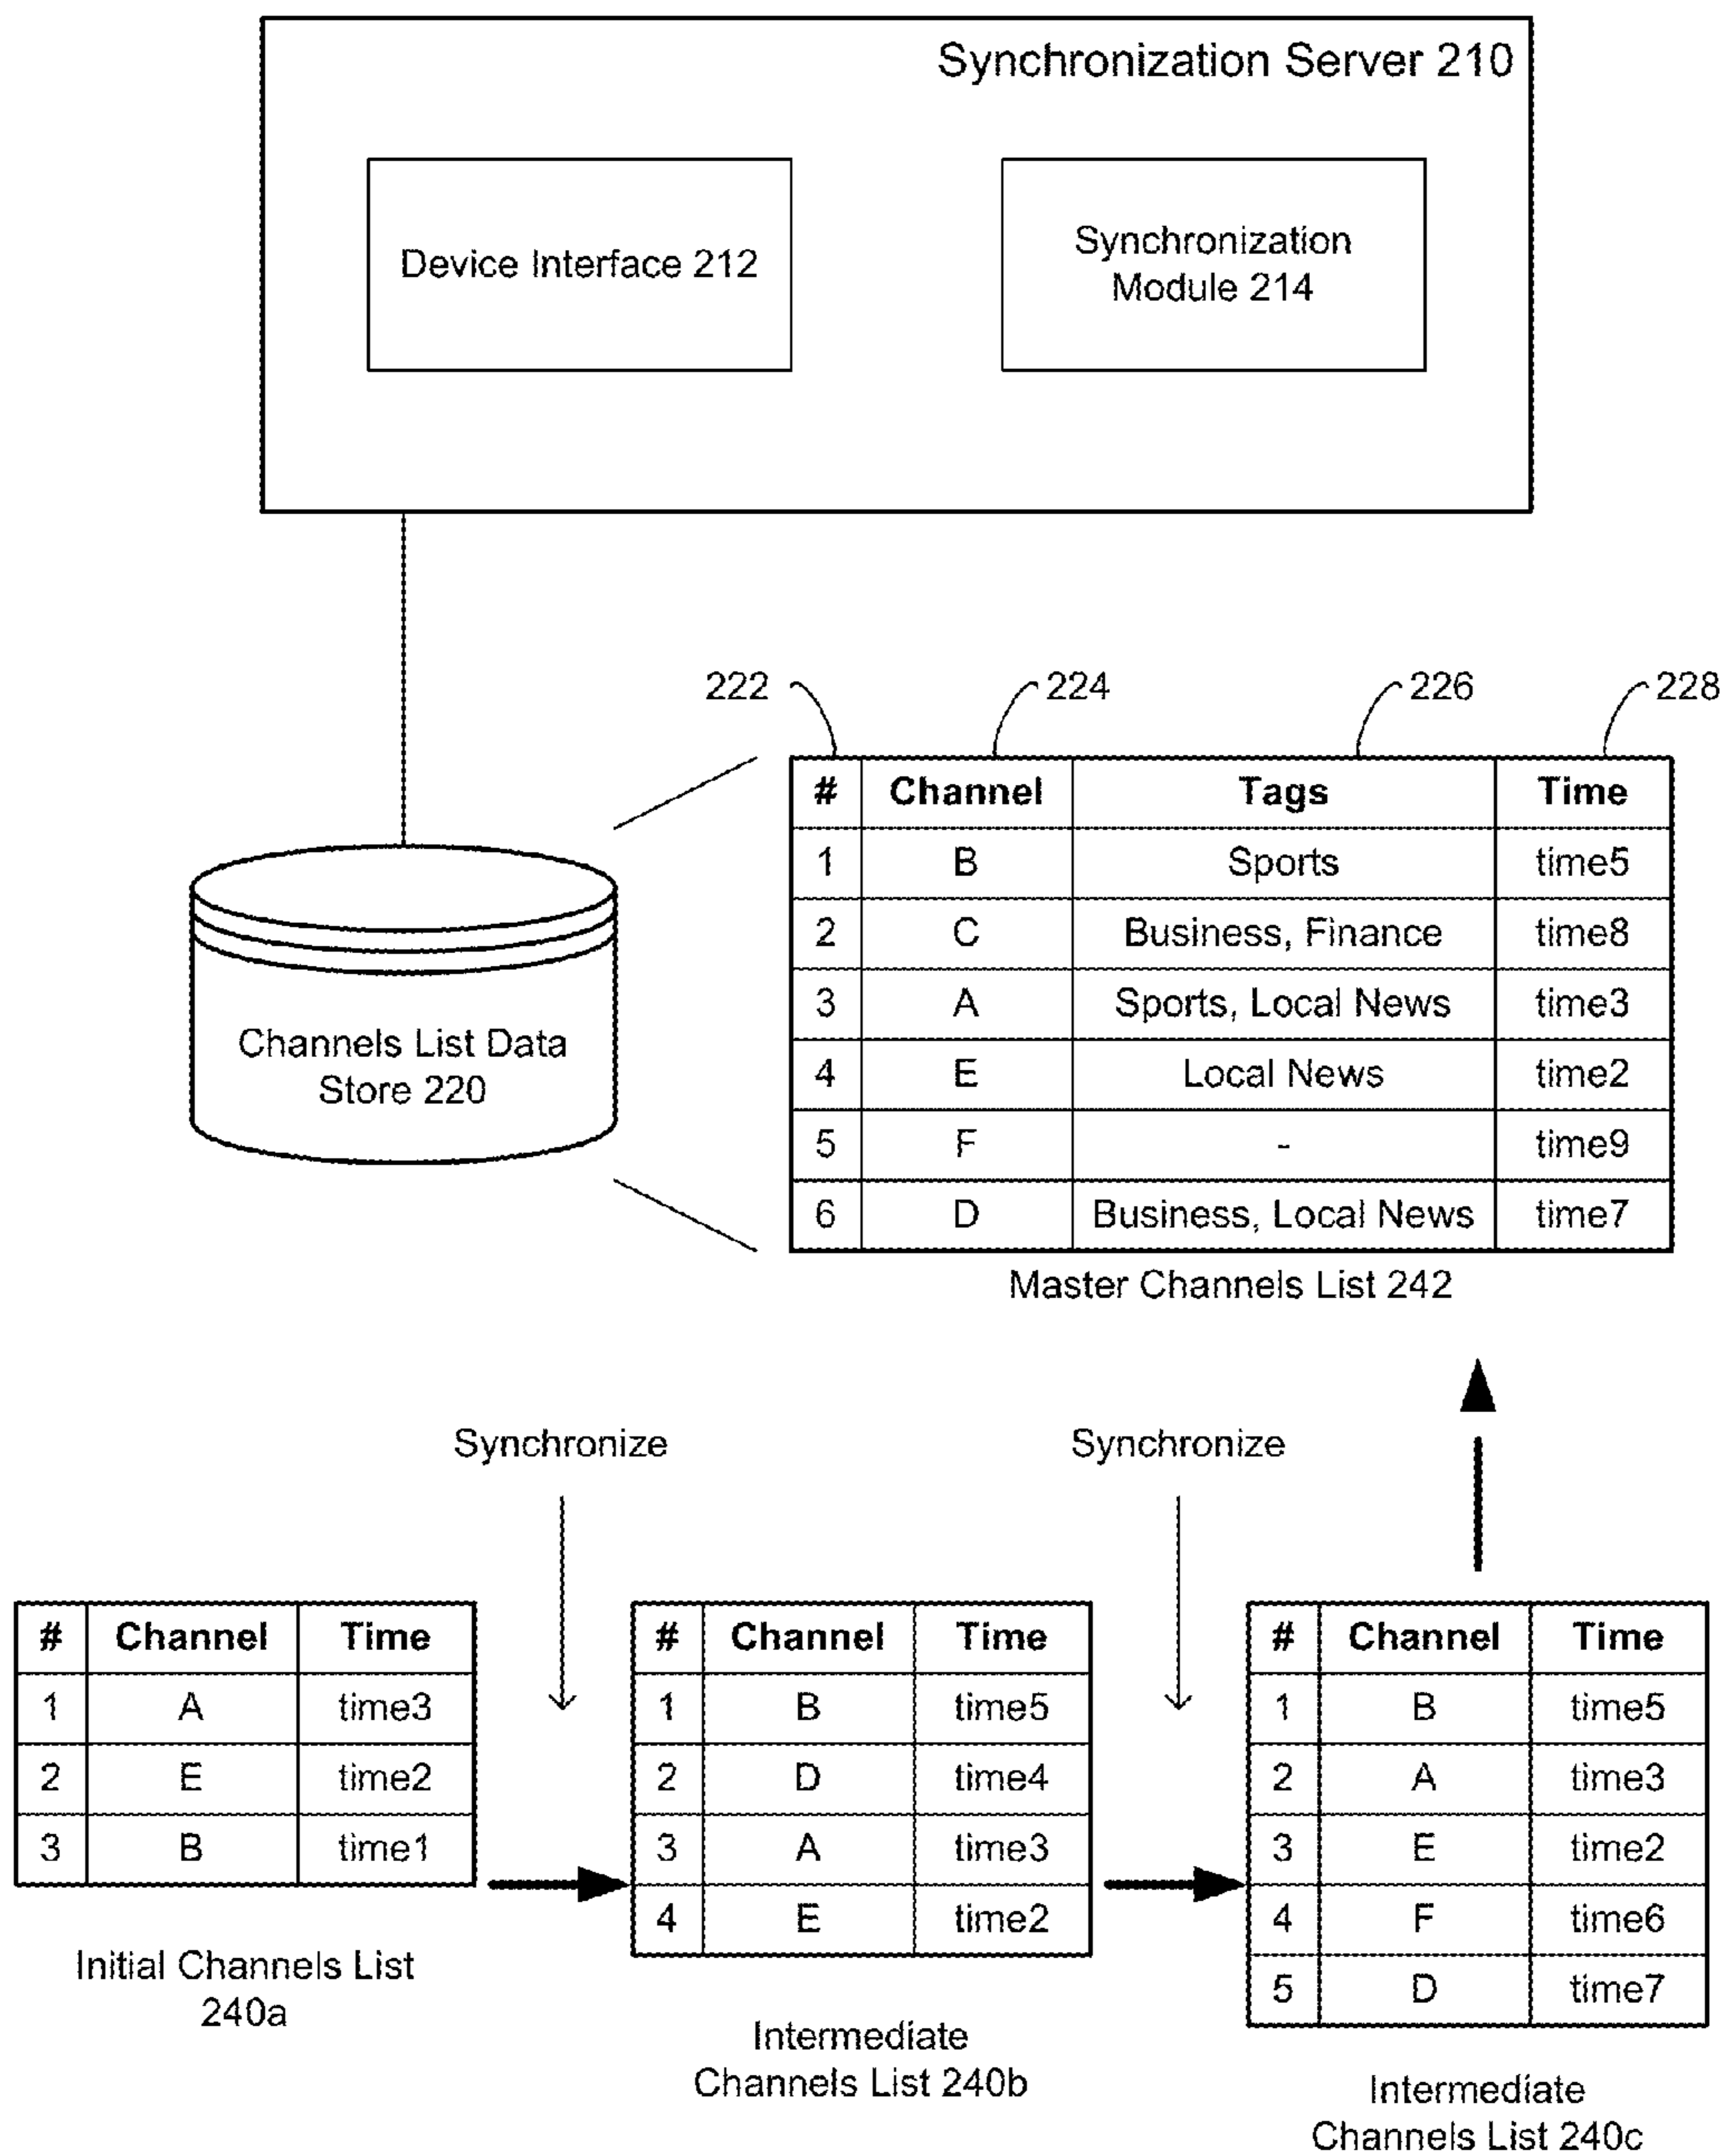 Synchronization Server 210
Device Interface 212
Synchronization
Module 214
222 224 226 228
# Channel Tags Time
1 B Sports time5
2 C Business, Finance time8
3 A Sports, Local News time3
4 E Local News time2
5 F - time9
6 D Business, Local News time7
Master Channels List 242
Channels List Data
Store 220
Synchronize
Synchronize
# Channel Time
1 A time3
2 E time2
3 B time1
Initial Channels List
240a
# Channel Time
1 B time5
2 D time4
3 A time3
4 E time2
Intermediate
Channels List 240b
# Channel Time
1 B time5
2 A time3
3 E time2
4 F time6
5 D time7
Intermediate
Channels List 240c